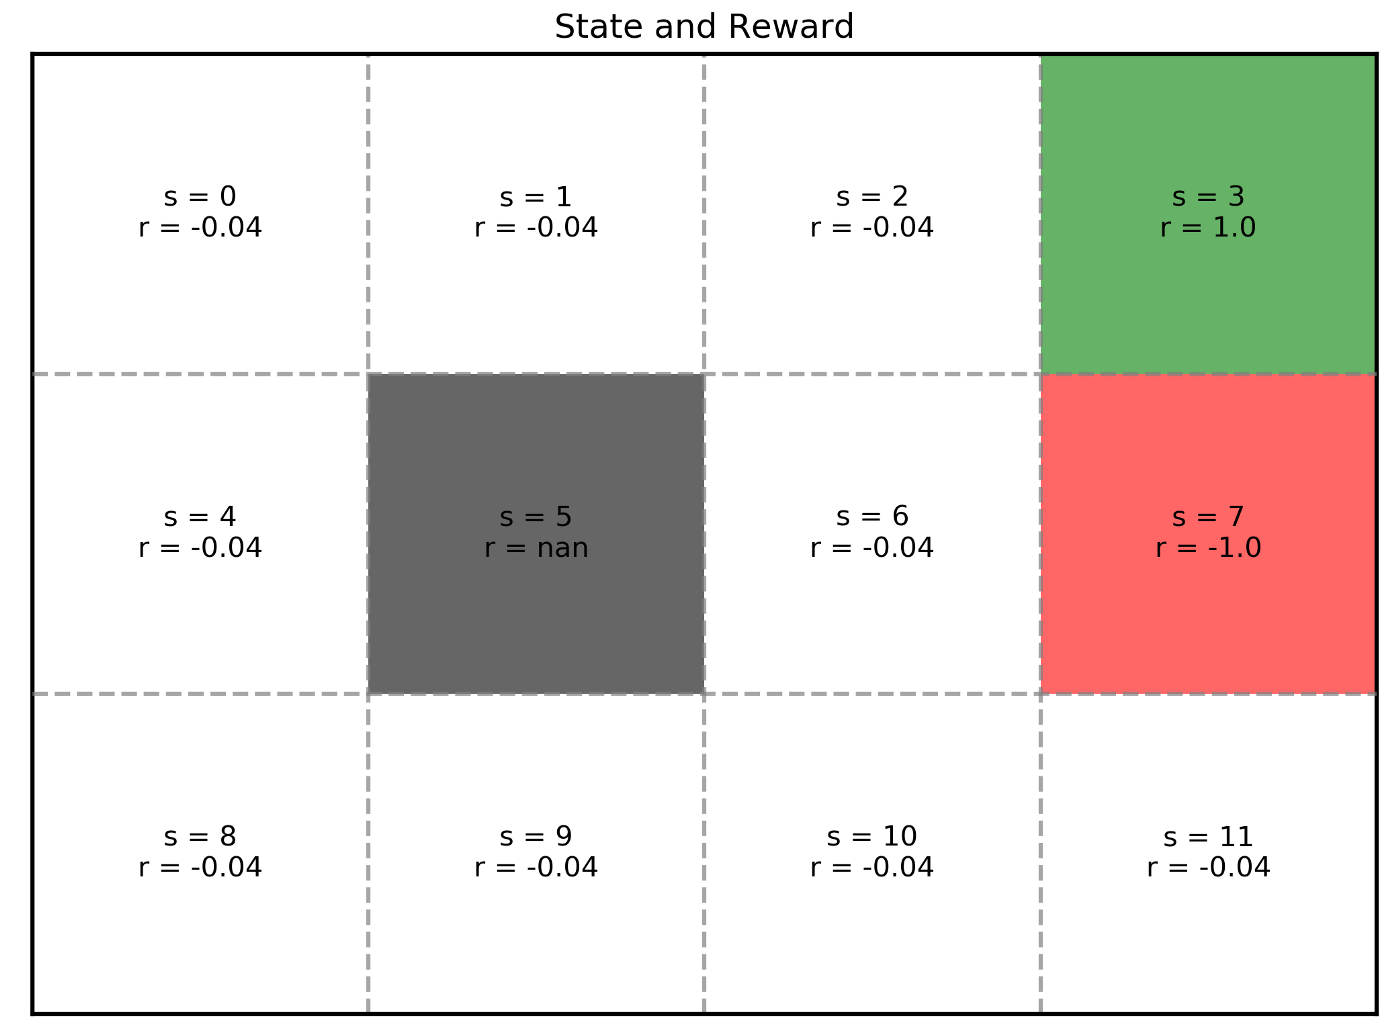 State and Reward
s = 0
r = -0.04
s = 1
r = -0.04
s = 2
r = -0.04
s = 3
r = 1.0
s = 4
r = -0.04
s = 5
r = nan
s = 6
r = -0.04
s = 7
r = -1.0
s = 8
r = -0.04
s = 9
r = -0.04
s = 10
r = -0.04
s = 11
r = -0.04